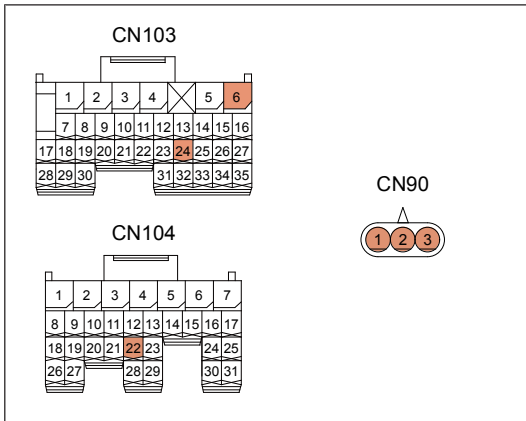 CN103
1 2 3 4 5 6
7 8 9 10 11 12 13 14 15 16
17 18 19 20 21 22 23 24 25 26 27
28 29 30 31 32 33 34 35
CN90
1 2 3
CN104
1 2 3 4 5 6 7
8 9 10 11 12 13 14 15 16 17
18 19 20 21 22 23 24 25
26 27 28 29 30 31